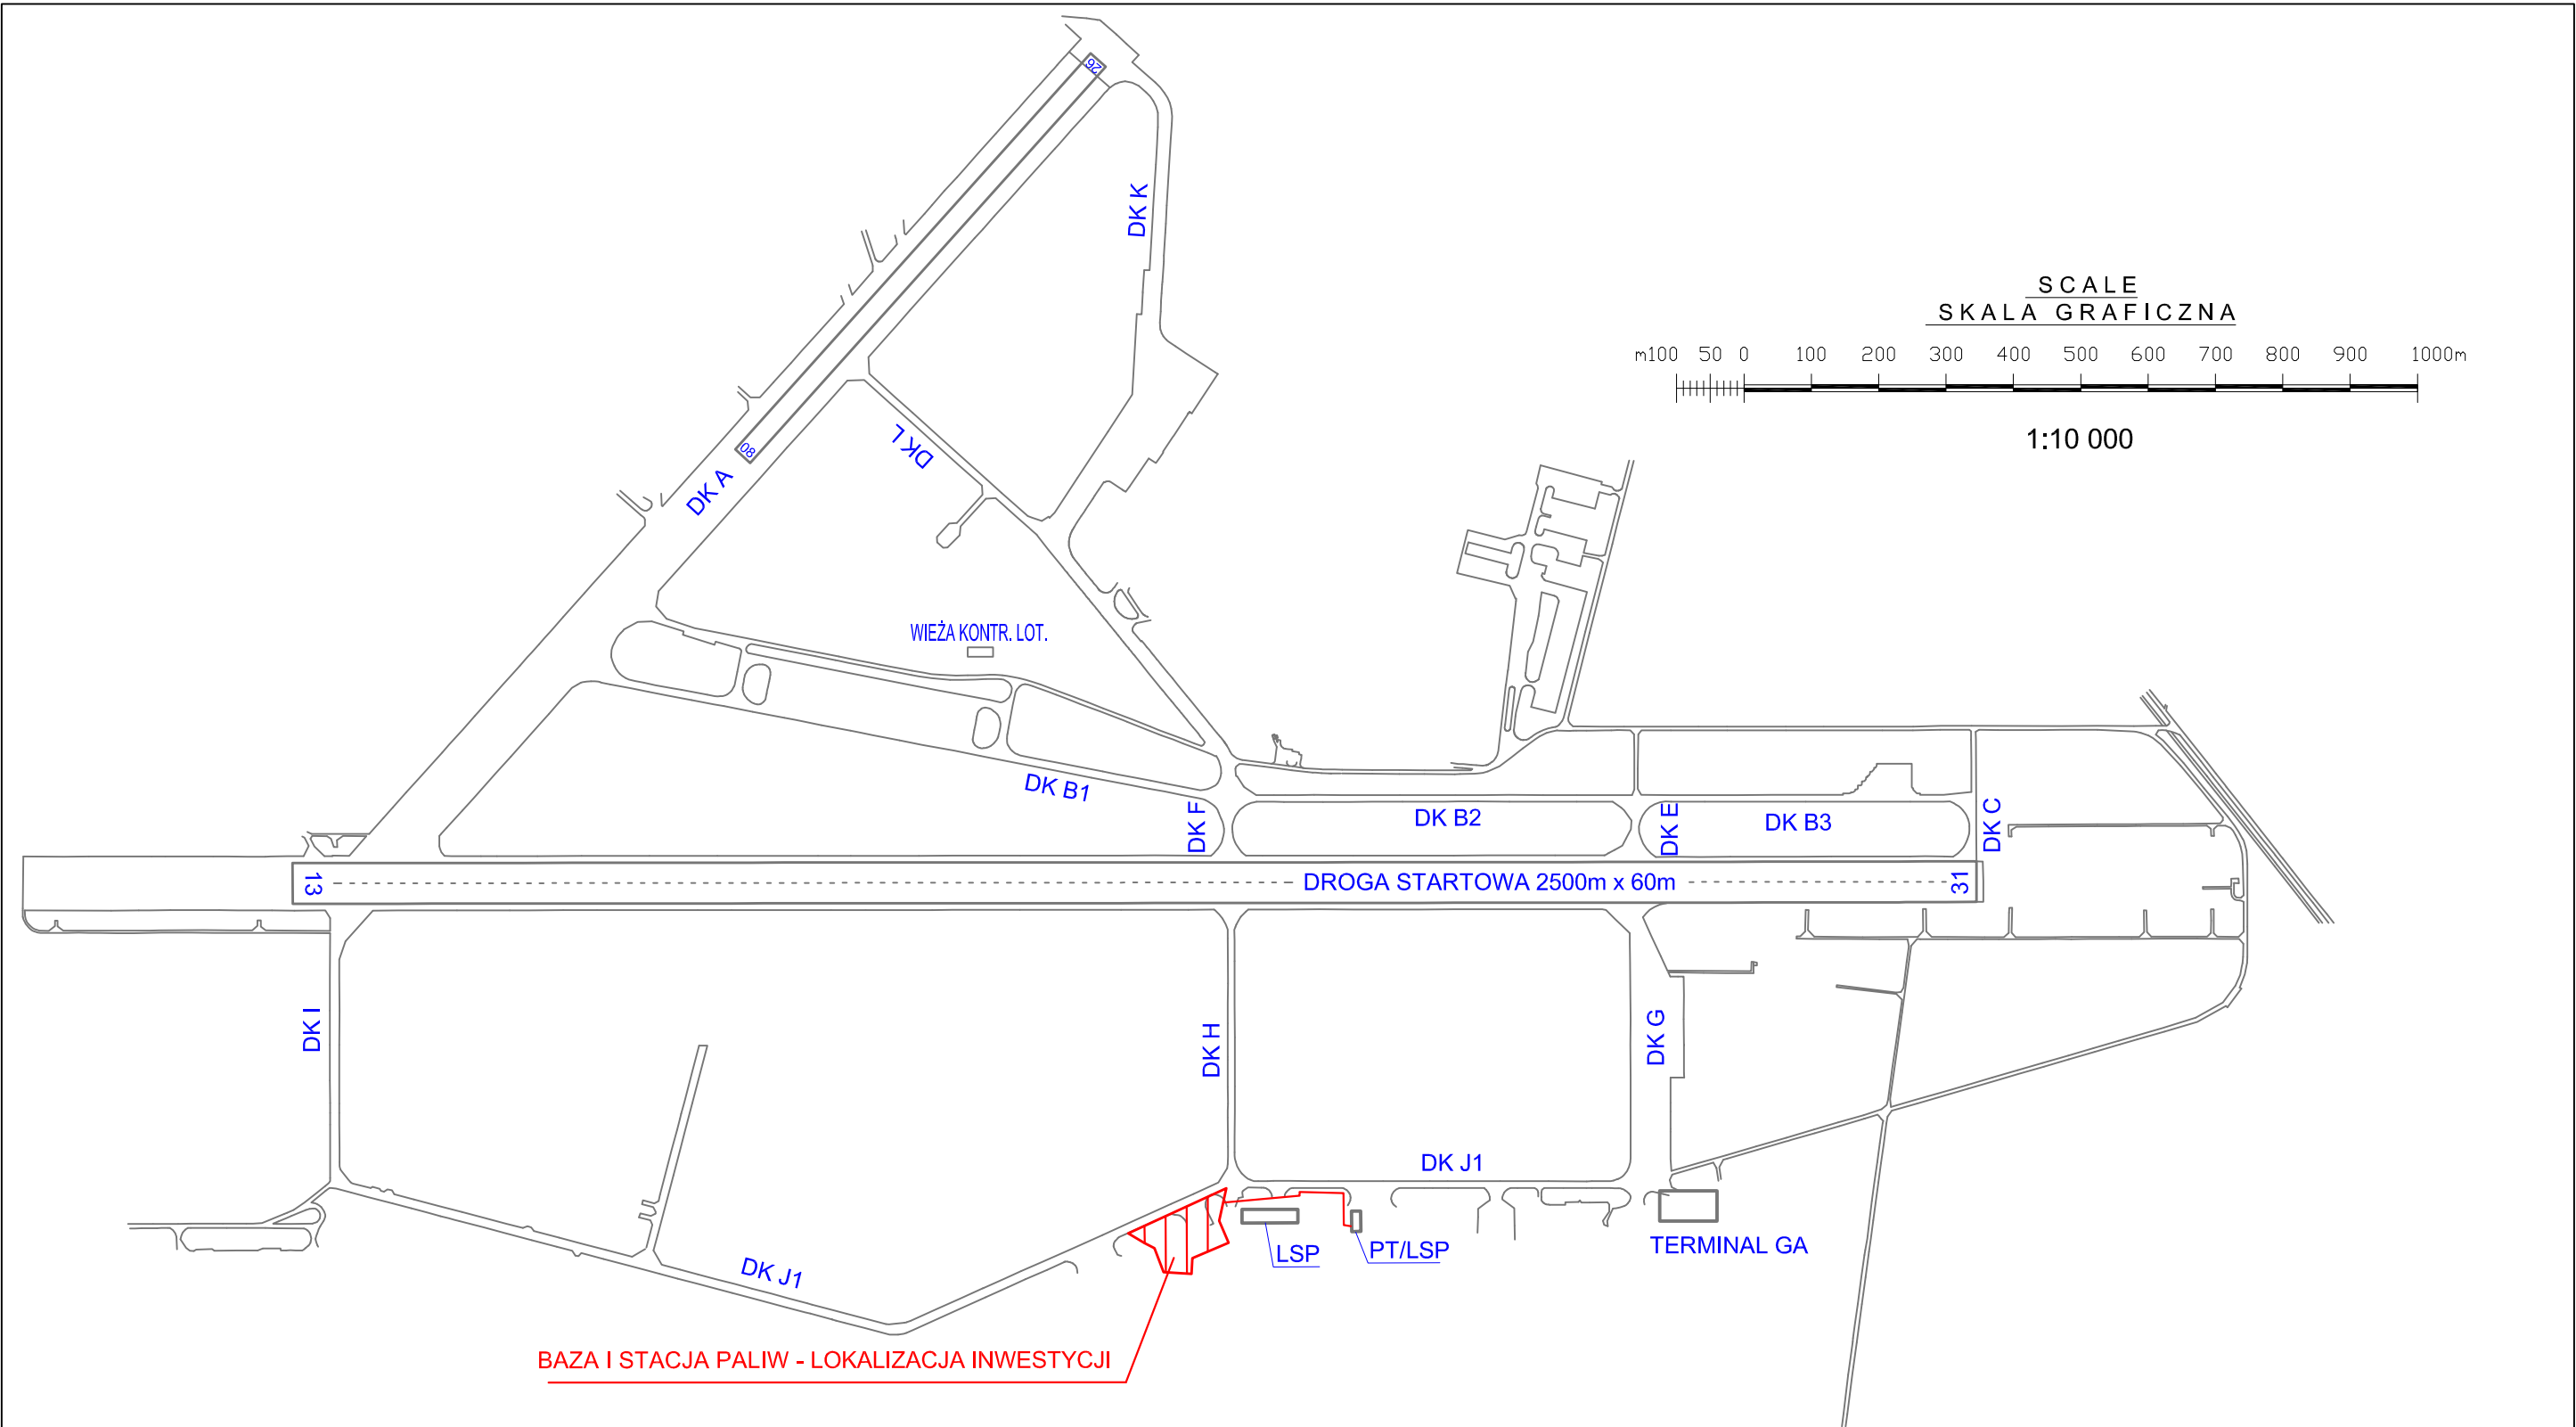 26
DK K
SCALE
SKALA GRAFICZNA
m100 50 0 100 200 300 400 500 600 700 800 900 1000m
1:10 000
DK L
08
DK A
WIEŻA KONTR. LOT.
DK B1
DK F
DK B2
DK E
DK B3
DK C
13
DROGA STARTOWA 2500m x 60m
31
DK I
DK H
DK G
DK J1
LSP
PT/LSP
TERMINAL GA
DK J1
BAZA I STACJA PALIW - LOKALIZACJA INWESTYCJI